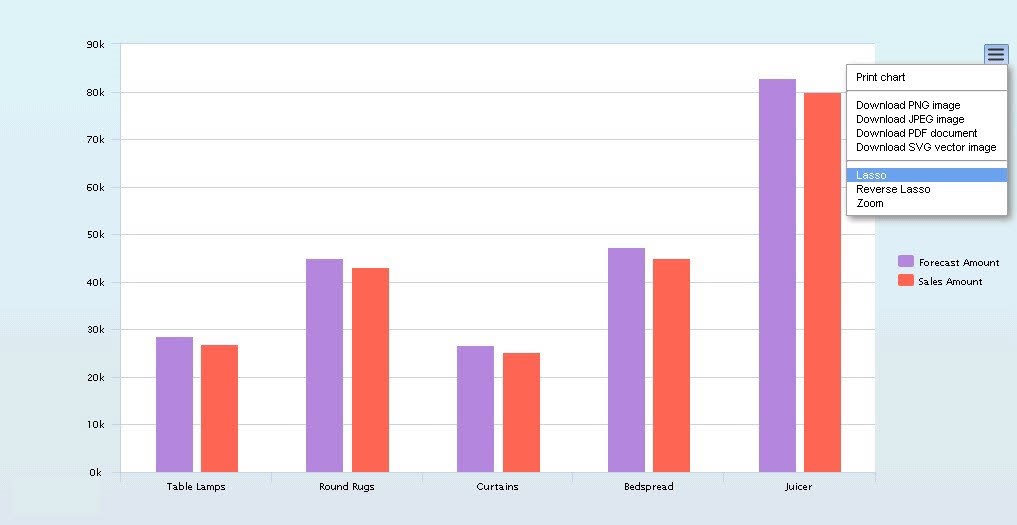 90k
80k
70k
60k
50k
40k
30k
20k
10k
0k
Table Lamps
Round Rugs
Curtains
Bedspread
Juicer
Print chart
Download PNG image
Download JPEG image
Download PDF document
Download SVG vector image
Lasso
Reverse Lasso
Zoom
Forecast Amount
Sales Amount